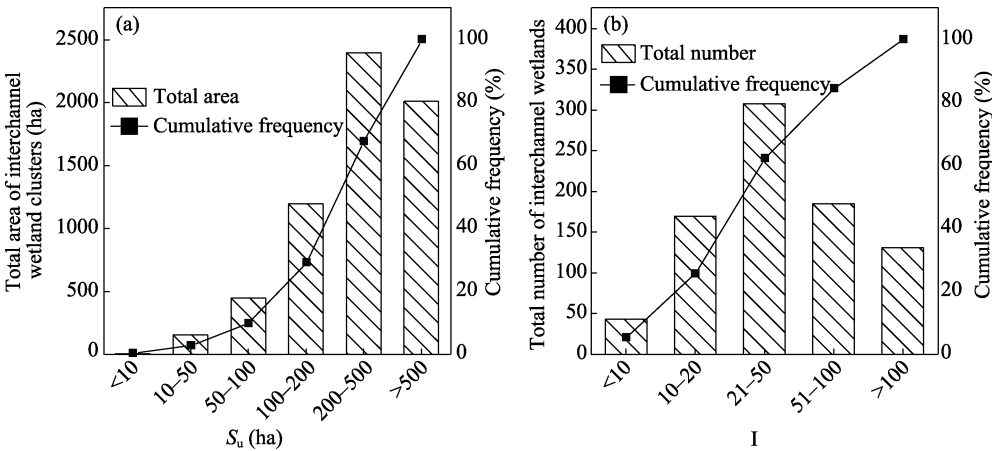 (a)
Total area of interchannel
wetland clusters (ha)
2500
2000
1500
1000
500
0
Total area
Cumulative frequency
100
80
60
40
20
0
Cumulative frequency (%)
<10
10–50
50–100
100–200
200–500
>500
Su (ha)
(b)
Total number of interchannel wetlands
400
350
300
250
200
150
100
50
0
Total number
Cumulative frequency
100
80
60
40
20
0
Cumulative frequency (%)
<10
10–20
21–50
51–100
>100
I